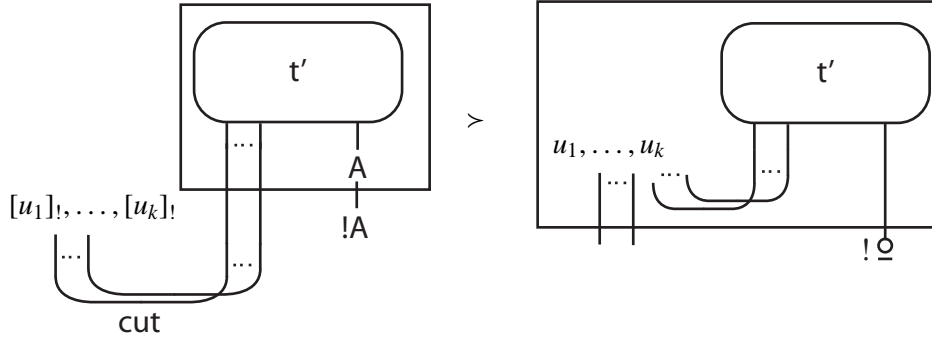 t'
...
A
[u₁]!, . . . , [uₖ]!
!A
...
...
cut
≻
t'
u₁, . . . , uₖ
...
...
...
!